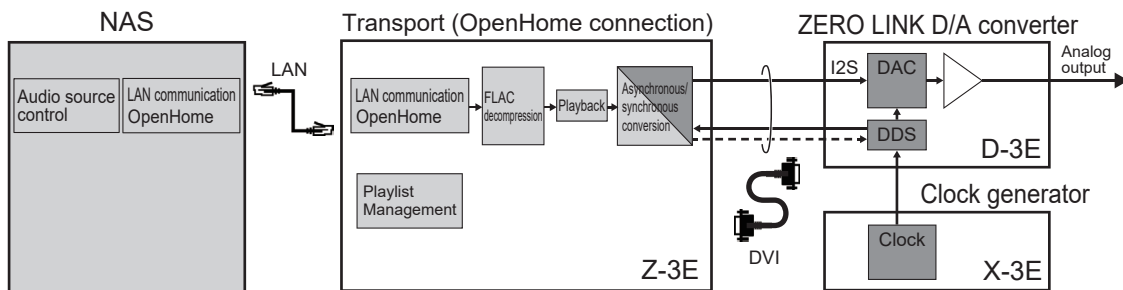 NAS
Audio source
control
LAN communication
OpenHome
LAN
Transport (OpenHome connection)
LAN communication
OpenHome
FLAC
decompression
Playback
Asynchronous/
synchronous
conversion
Playlist
Management
Z-3E
DVI
ZERO LINK D/A converter
I2S
DAC
DDS
D-3E
Analog
output
Clock generator
Clock
X-3E